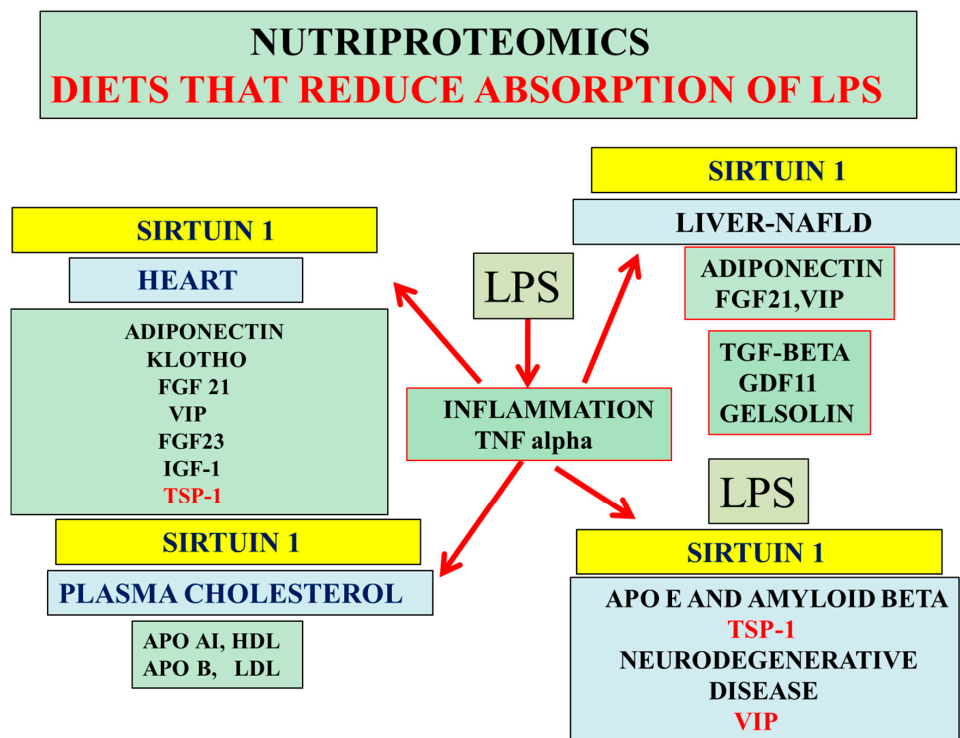 NUTRIPROTEOMICS
DIETS THAT REDUCE ABSORPTION OF LPS
SIRTUIN 1
HEART
ADIPONECTIN
KLOTHO
FGF 21
VIP
FGF23
IGF-1
TSP-1
SIRTUIN 1
PLASMA CHOLESTEROL
APO AI, HDL
APO B, LDL
LPS
INFLAMMATION
TNF alpha
SIRTUIN 1
LIVER-NAFLD
ADIPONECTIN
FGF21,VIP
TGF-BETA
GDF11
GELSOLIN
LPS
SIRTUIN 1
APO E AND AMYLOID BETA
TSP-1
NEURODEGENERATIVE
DISEASE
VIP